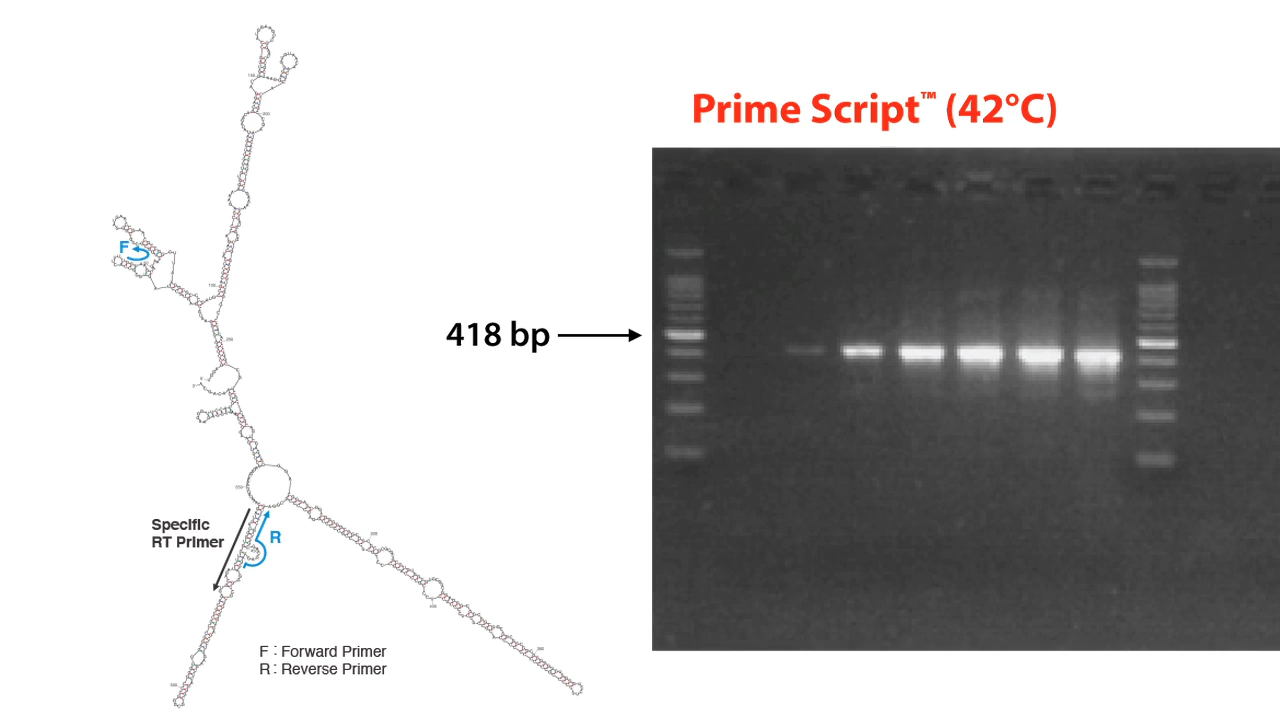 Prime Script™ (42°C)
F
418 bp
Specific
RT Primer
R
F : Forward Primer
R : Reverse Primer